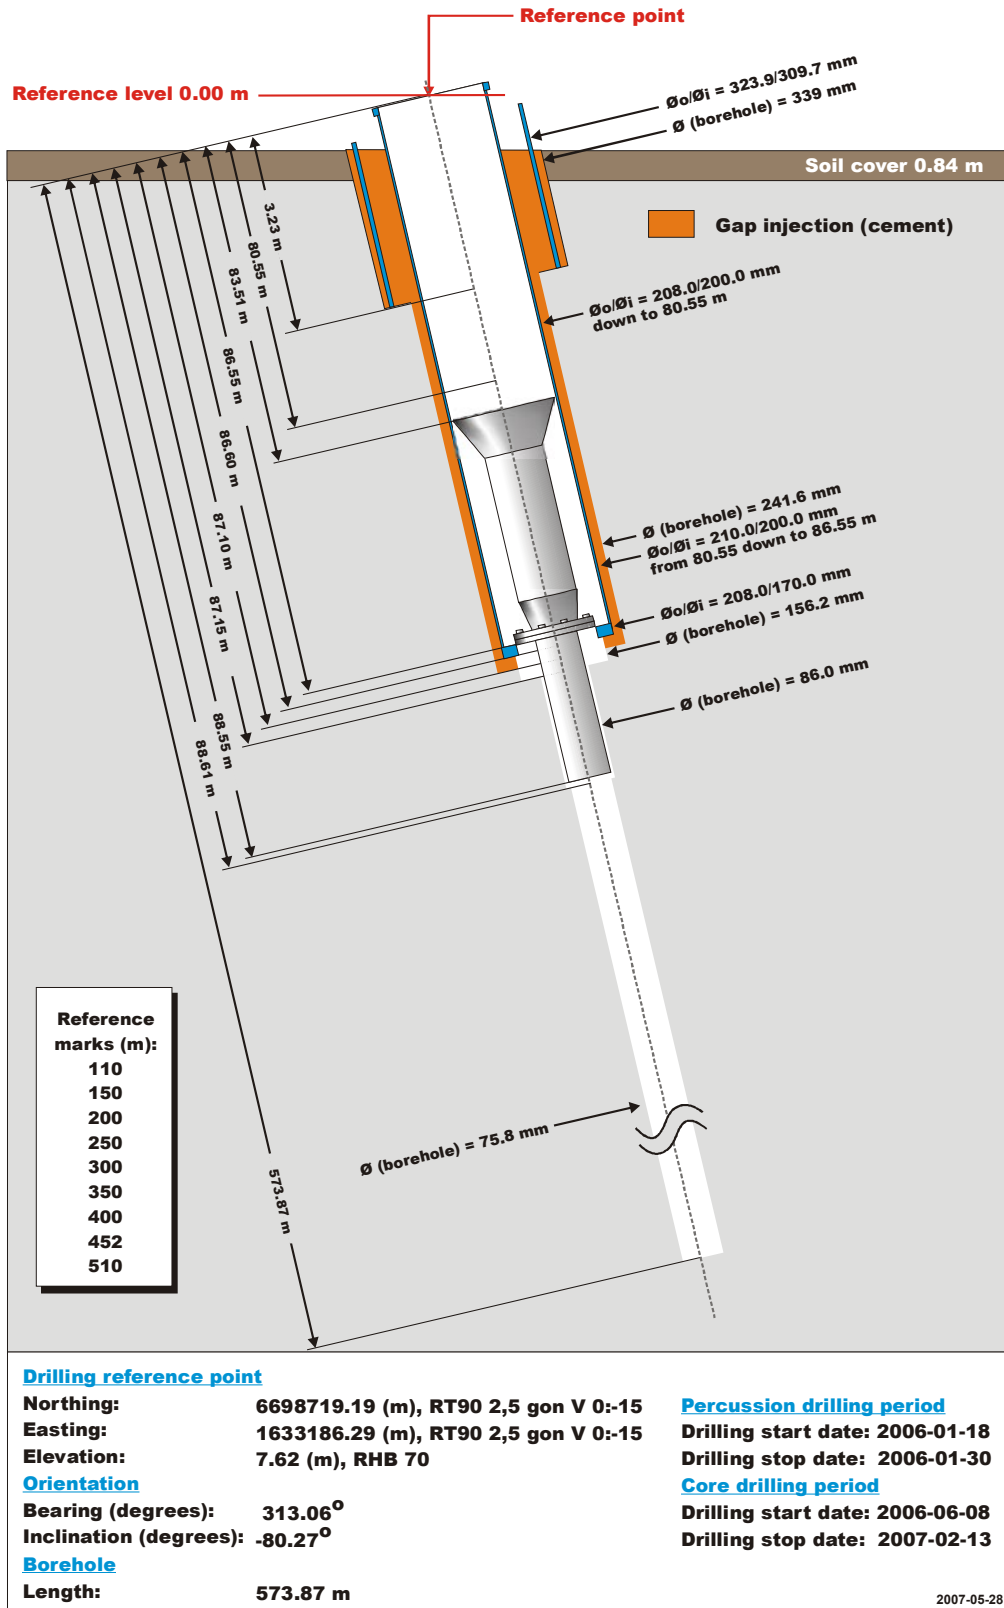 Reference point
Reference level 0.00 m
Øo/Øi = 323.9/309.7 mm
Ø (borehole) = 339 mm
Soil cover 0.84 m
Gap injection (cement)
3.23 m
80.55 m
83.51 m
86.55 m
86.60 m
87.10 m
87.15 m
88.55 m
88.61 m
573.87 m
Øo/Øi = 208.0/200.0 mm
down to 80.55 m
Ø (borehole) = 241.6 mm
Øo/Øi = 210.0/200.0 mm
from 80.55 down to 86.55 m
Øo/Øi = 208.0/170.0 mm
Ø (borehole) = 156.2 mm
Ø (borehole) = 86.0 mm
Ø (borehole) = 75.8 mm
Reference
marks (m):
110
150
200
250
300
350
400
452
510
Drilling reference point
Northing: 6698719.19 (m), RT90 2,5 gon V 0:-15
Easting: 1633186.29 (m), RT90 2,5 gon V 0:-15
Elevation: 7.62 (m), RHB 70
Orientation
Bearing (degrees): 313.06°
Inclination (degrees): -80.27°
Borehole
Length: 573.87 m
Percussion drilling period
Drilling start date: 2006-01-18
Drilling stop date: 2006-01-30
Core drilling period
Drilling start date: 2006-06-08
Drilling stop date: 2007-02-13
2007-05-28